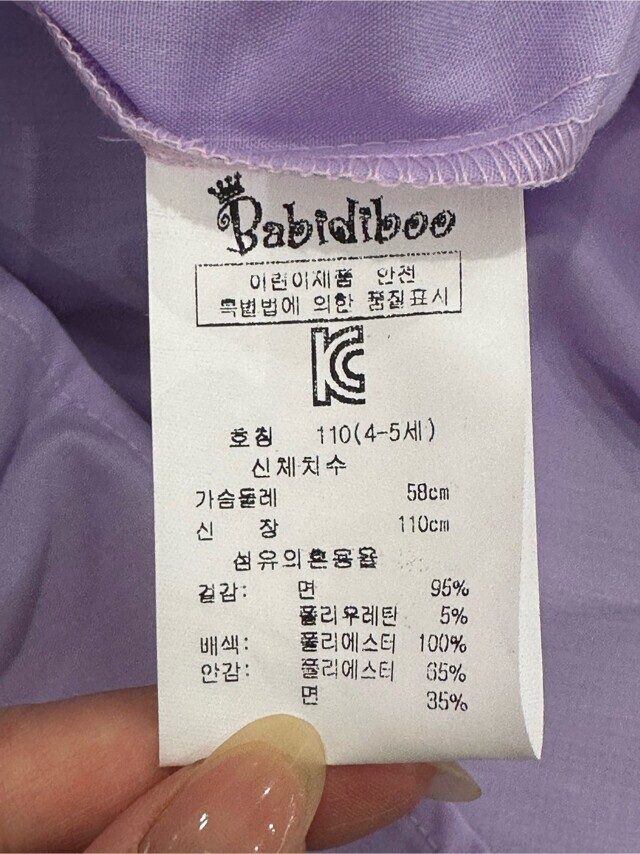 Babidiboo
어린이제품 안전
특별법에 의한 품질표시
KC
호칭 110(4-5세)
신체치수
가슴둘레 58cm
신 장 110cm
섬유의혼용율
겉감: 면 95%
폴리우레탄 5%
배색: 폴리에스터 100%
안감: 폴리에스터 65%
면 35%